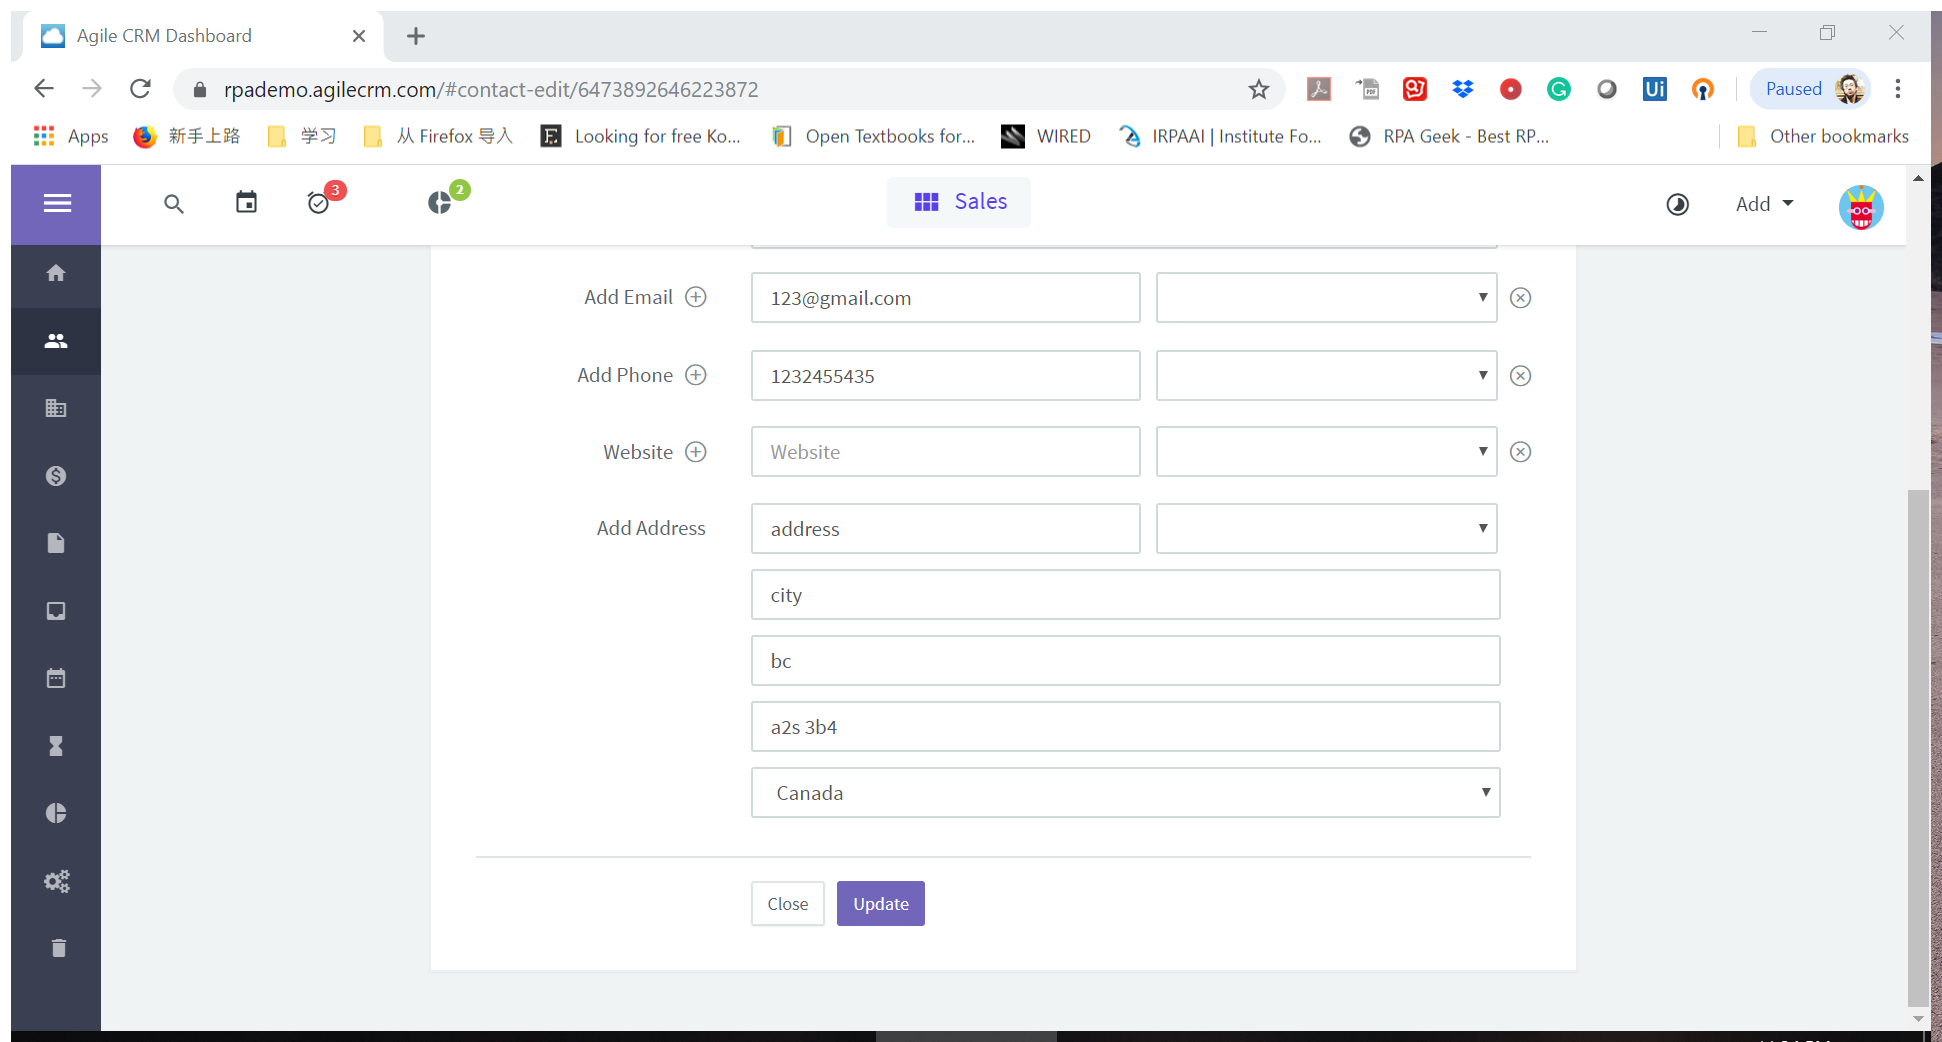 Agile CRM Dashboard
rpademo.agilecrm.com/#contact-edit/6473892646223872
Paused
Apps
新手上路
学习
从 Firefox 导入
Looking for free Ko...
Open Textbooks for...
WIRED
IRPAAI | Institute Fo...
RPA Geek - Best RP...
Other bookmarks
3
2
Sales
Add
Add Email
123@gmail.com
Add Phone
1232455435
Website
Website
Add Address
address
city
bc
a2s 3b4
Canada
Close
Update
PDF
Ui
G